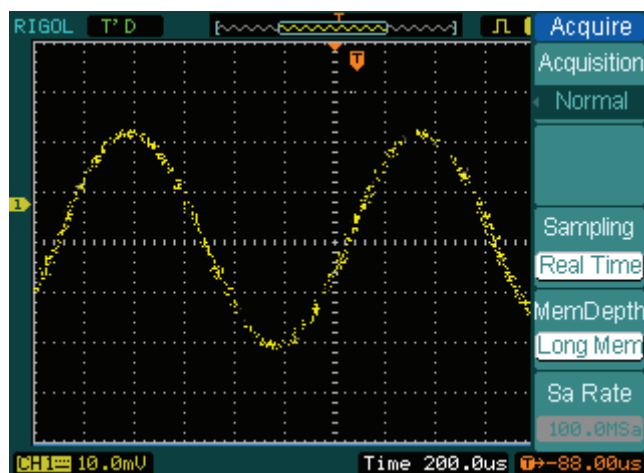 RIGOL T'D T Acquire
T
Acquisition
Normal
1
Sampling
Real Time
MemDepth
Long Mem
Sa Rate
100.0MSa
CH1 10.0mV Time 200.0us T→-88.00us